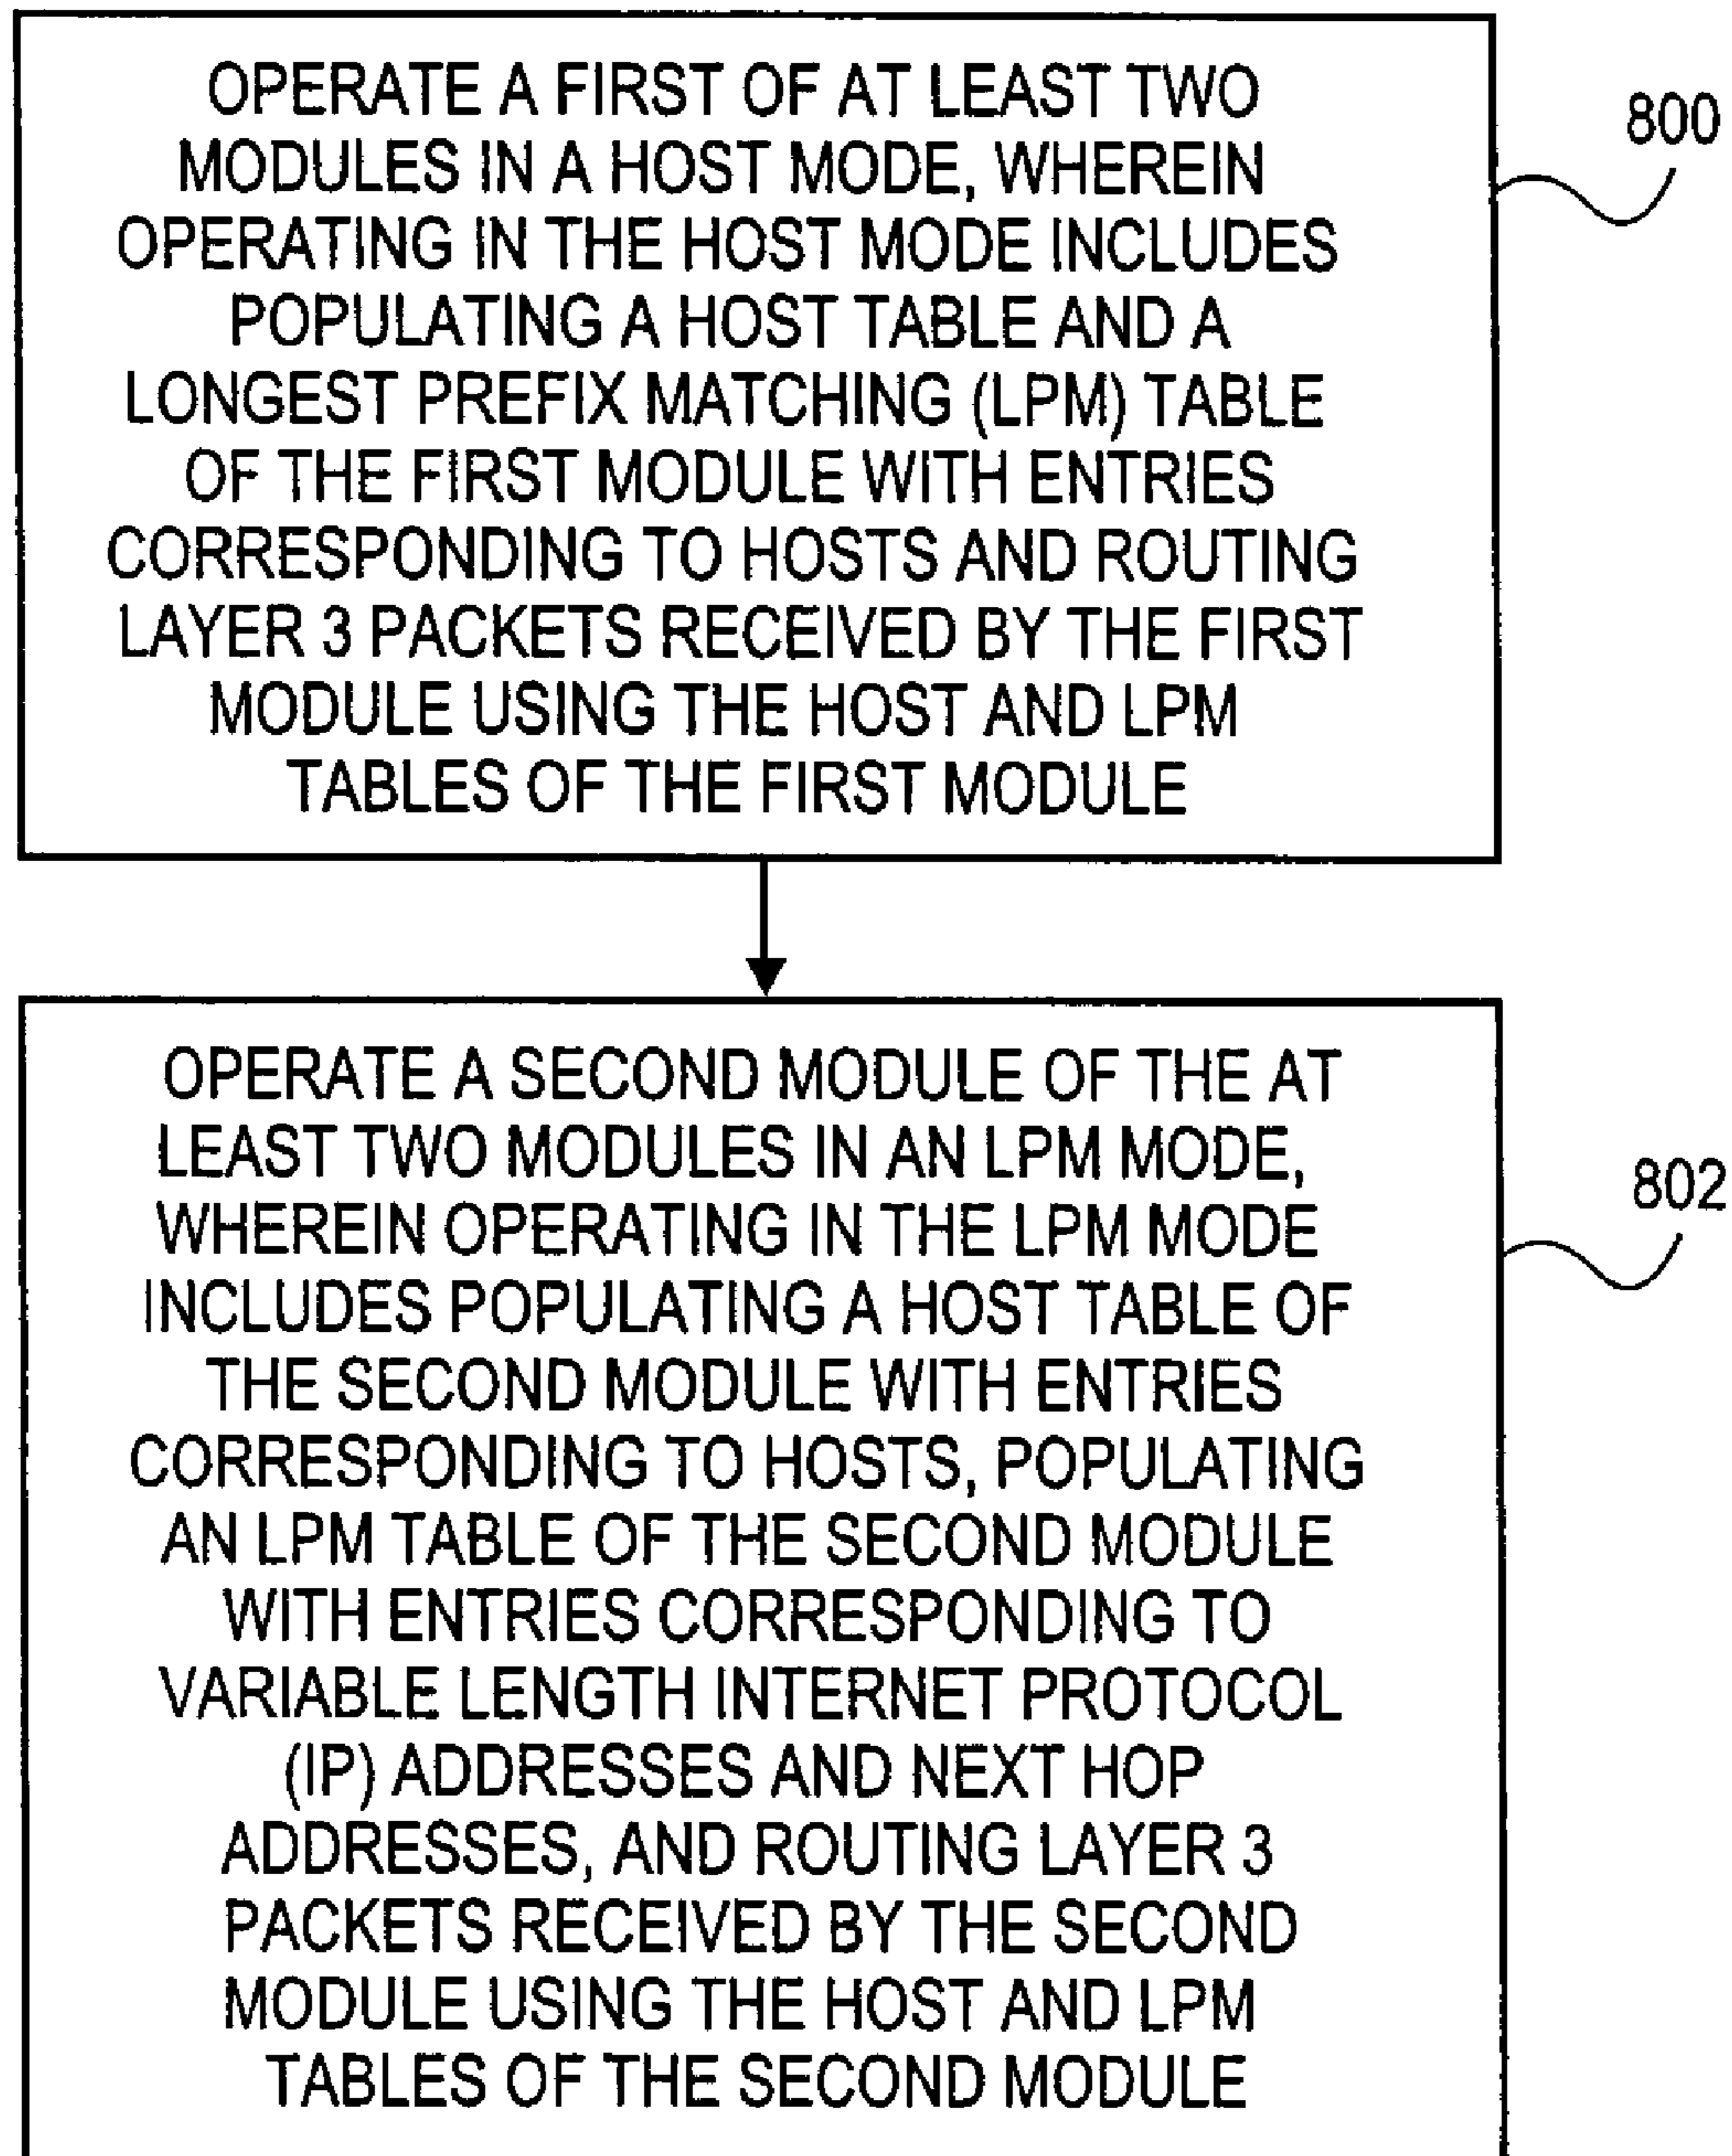 OPERATE A FIRST OF AT LEAST TWO
MODULES IN A HOST MODE, WHEREIN
OPERATING IN THE HOST MODE INCLUDES
POPULATING A HOST TABLE AND A
LONGEST PREFIX MATCHING (LPM) TABLE
OF THE FIRST MODULE WITH ENTRIES
CORRESPONDING TO HOSTS AND ROUTING
LAYER 3 PACKETS RECEIVED BY THE FIRST
MODULE USING THE HOST AND LPM
TABLES OF THE FIRST MODULE
800
OPERATE A SECOND MODULE OF THE AT
LEAST TWO MODULES IN AN LPM MODE,
WHEREIN OPERATING IN THE LPM MODE
INCLUDES POPULATING A HOST TABLE OF
THE SECOND MODULE WITH ENTRIES
CORRESPONDING TO HOSTS, POPULATING
AN LPM TABLE OF THE SECOND MODULE
WITH ENTRIES CORRESPONDING TO
VARIABLE LENGTH INTERNET PROTOCOL
(IP) ADDRESSES AND NEXT HOP
ADDRESSES, AND ROUTING LAYER 3
PACKETS RECEIVED BY THE SECOND
MODULE USING THE HOST AND LPM
TABLES OF THE SECOND MODULE
802